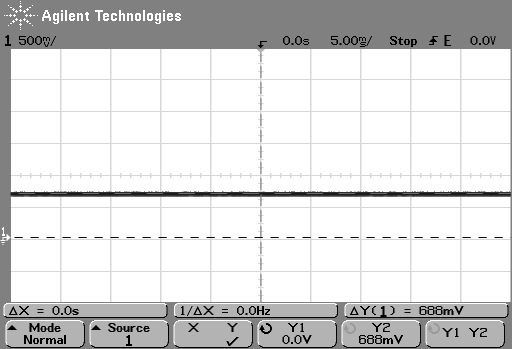 Agilent Technologies
1 500mV/ 0.0s 5.00ms/ Stop E 0.0V
1
ΔX = 0.0s 1/ΔX = 0.0Hz ΔY(1) = 688mV
Mode Source X Y Y1 Y2 Y1 Y2
Normal 1 0.0V 688mV